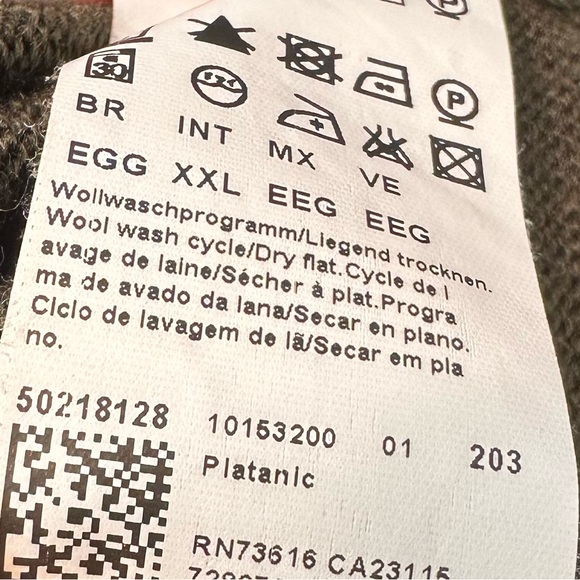 P
30
BR INT MX VE
EGG XXL EEG EEG
Wollwaschprogramm/Liegend trocknen.
Wool wash cycle/Dry flat.Cycle de l
avage de laine/Sécher à plat.Progra
ma de avado da lana/Secar en plano.
Ciclo de lavagem de lã/Secar em pla
no.
50218128 10153200 01 203
Platanic
RN73616 CA23115